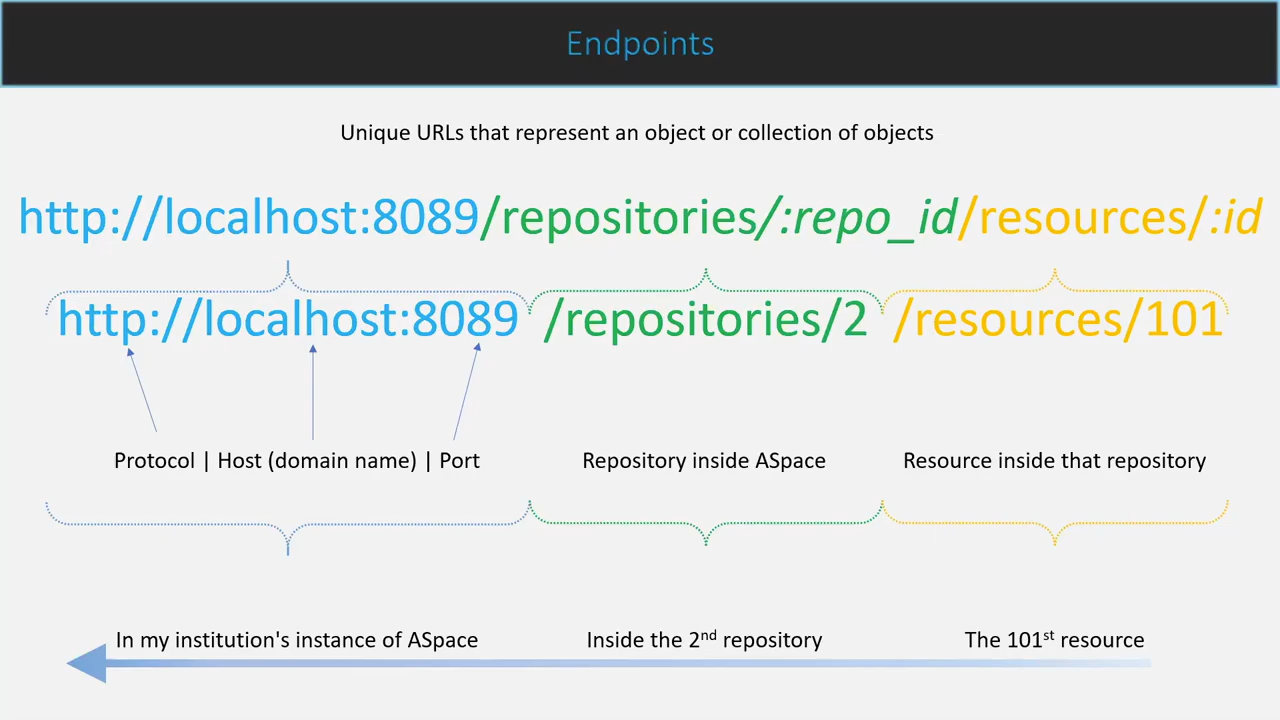 Endpoints
Unique URLs that represent an object or collection of objects
http://localhost:8089/repositories/:repo_id/resources/:id
http://localhost:8089 /repositories/2 /resources/101
Protocol | Host (domain name) | Port Repository inside ASpace Resource inside that repository
In my institution's instance of ASpace Inside the 2nd repository The 101st resource